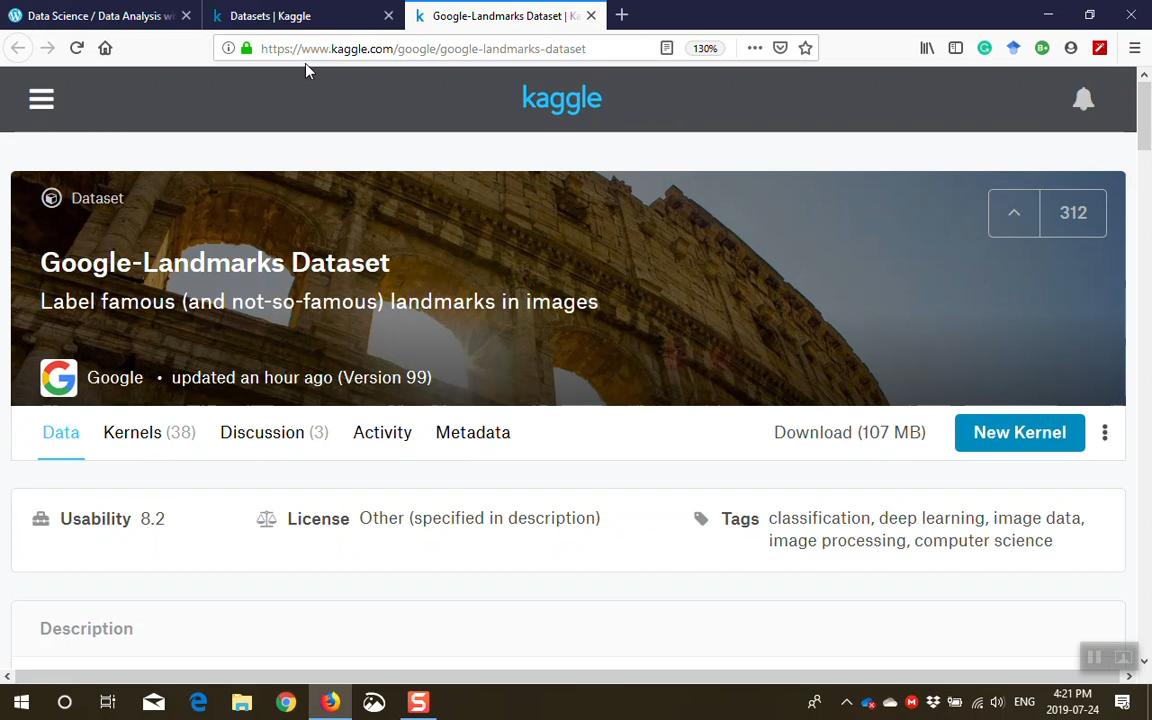 Data Science / Data Analysis wi
Datasets | Kaggle
Google-Landmarks Dataset | Ka
https://www.kaggle.com/google/google-landmarks-dataset
130%
kaggle
Dataset
312
Google-Landmarks Dataset
Label famous (and not-so-famous) landmarks in images
Google • updated an hour ago (Version 99)
Data
Kernels (38)
Discussion (3)
Activity
Metadata
Download (107 MB)
New Kernel
Usability 8.2
License Other (specified in description)
Tags classification, deep learning, image data,
image processing, computer science
Description
ENG
4:21 PM
2019-07-24